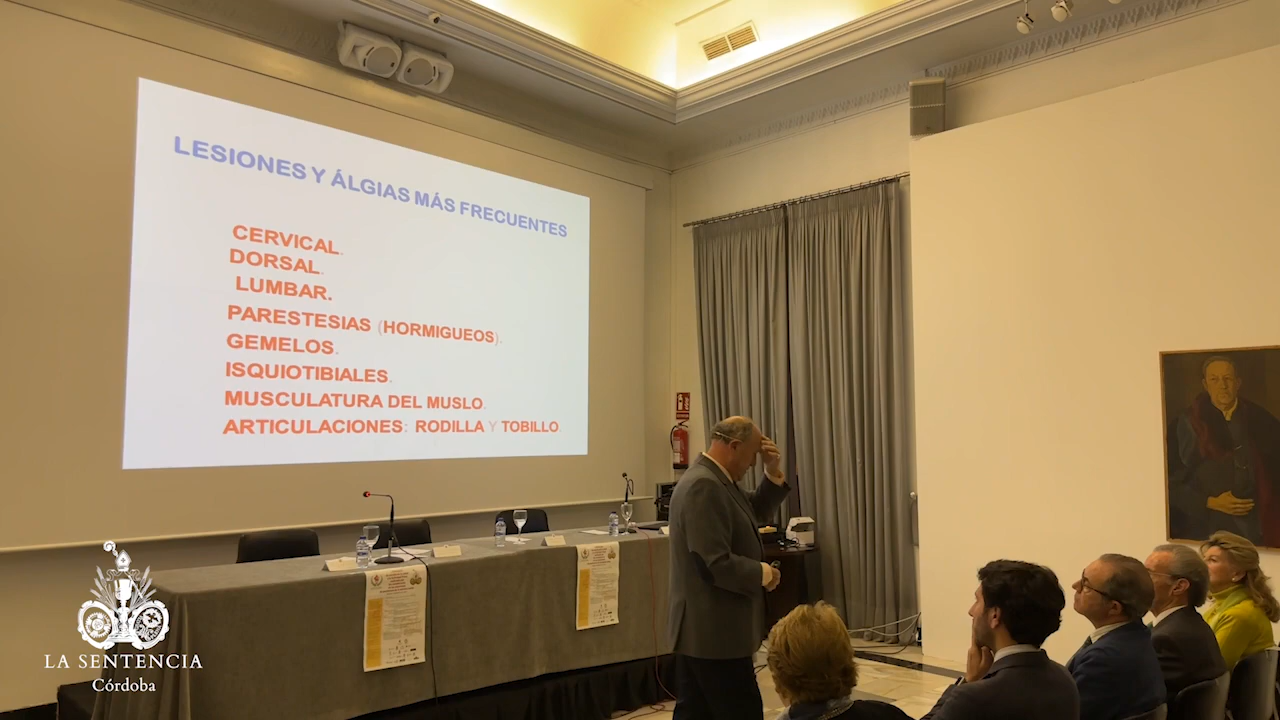 LESIONES Y ÁLGIAS MÁS FRECUENTES
CERVICAL.
DORSAL.
LUMBAR.
PARESTESIAS (HORMIGUEOS).
GEMELOS.
ISQUIOTIBIALES.
MUSCULATURA DEL MUSLO.
ARTICULACIONES: RODILLA Y TOBILLO.
LA SENTENCIA
Córdoba